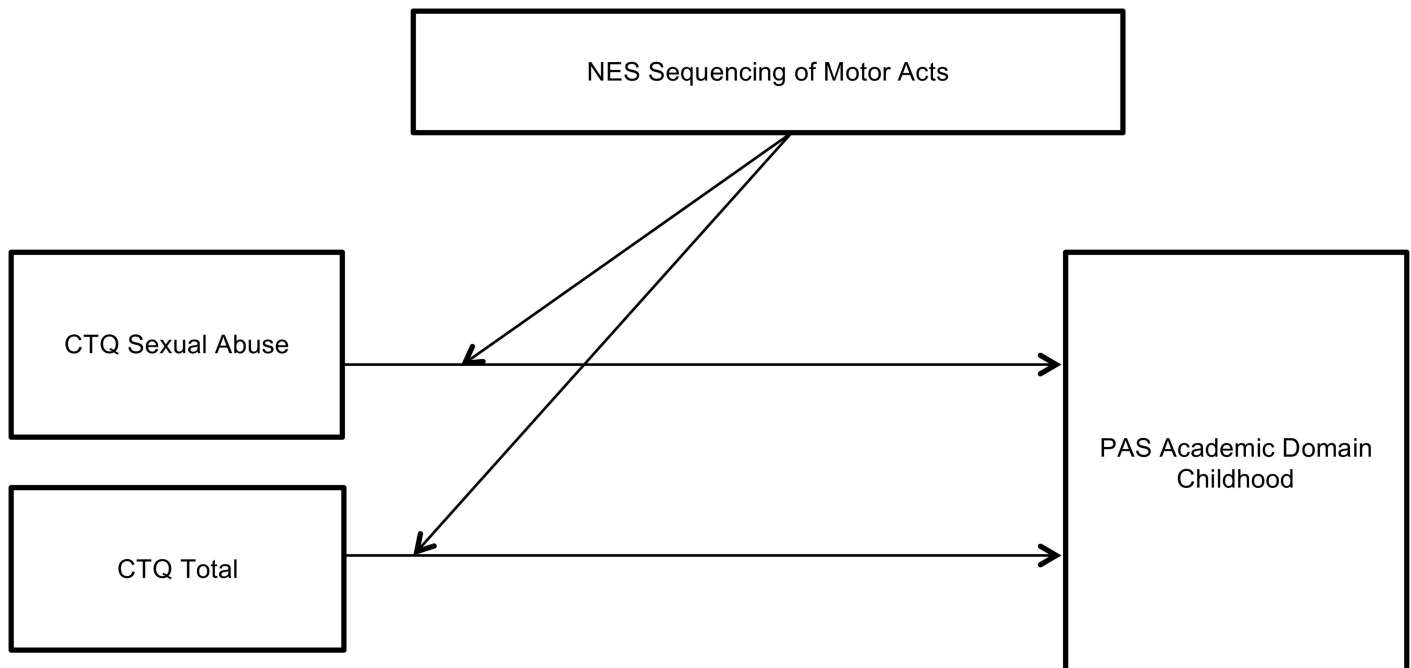 NES Sequencing of Motor Acts
CTQ Sexual Abuse
PAS Academic Domain
Childhood
CTQ Total